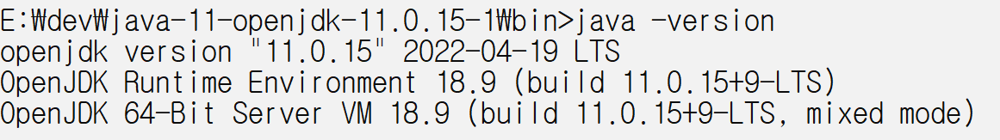 E:₩dev₩java-11-openjdk-11.0.15-1₩bin>java -version
openjdk version "11.0.15" 2022-04-19 LTS
OpenJDK Runtime Environment 18.9 (build 11.0.15+9-LTS)
OpenJDK 64-Bit Server VM 18.9 (build 11.0.15+9-LTS, mixed mode)